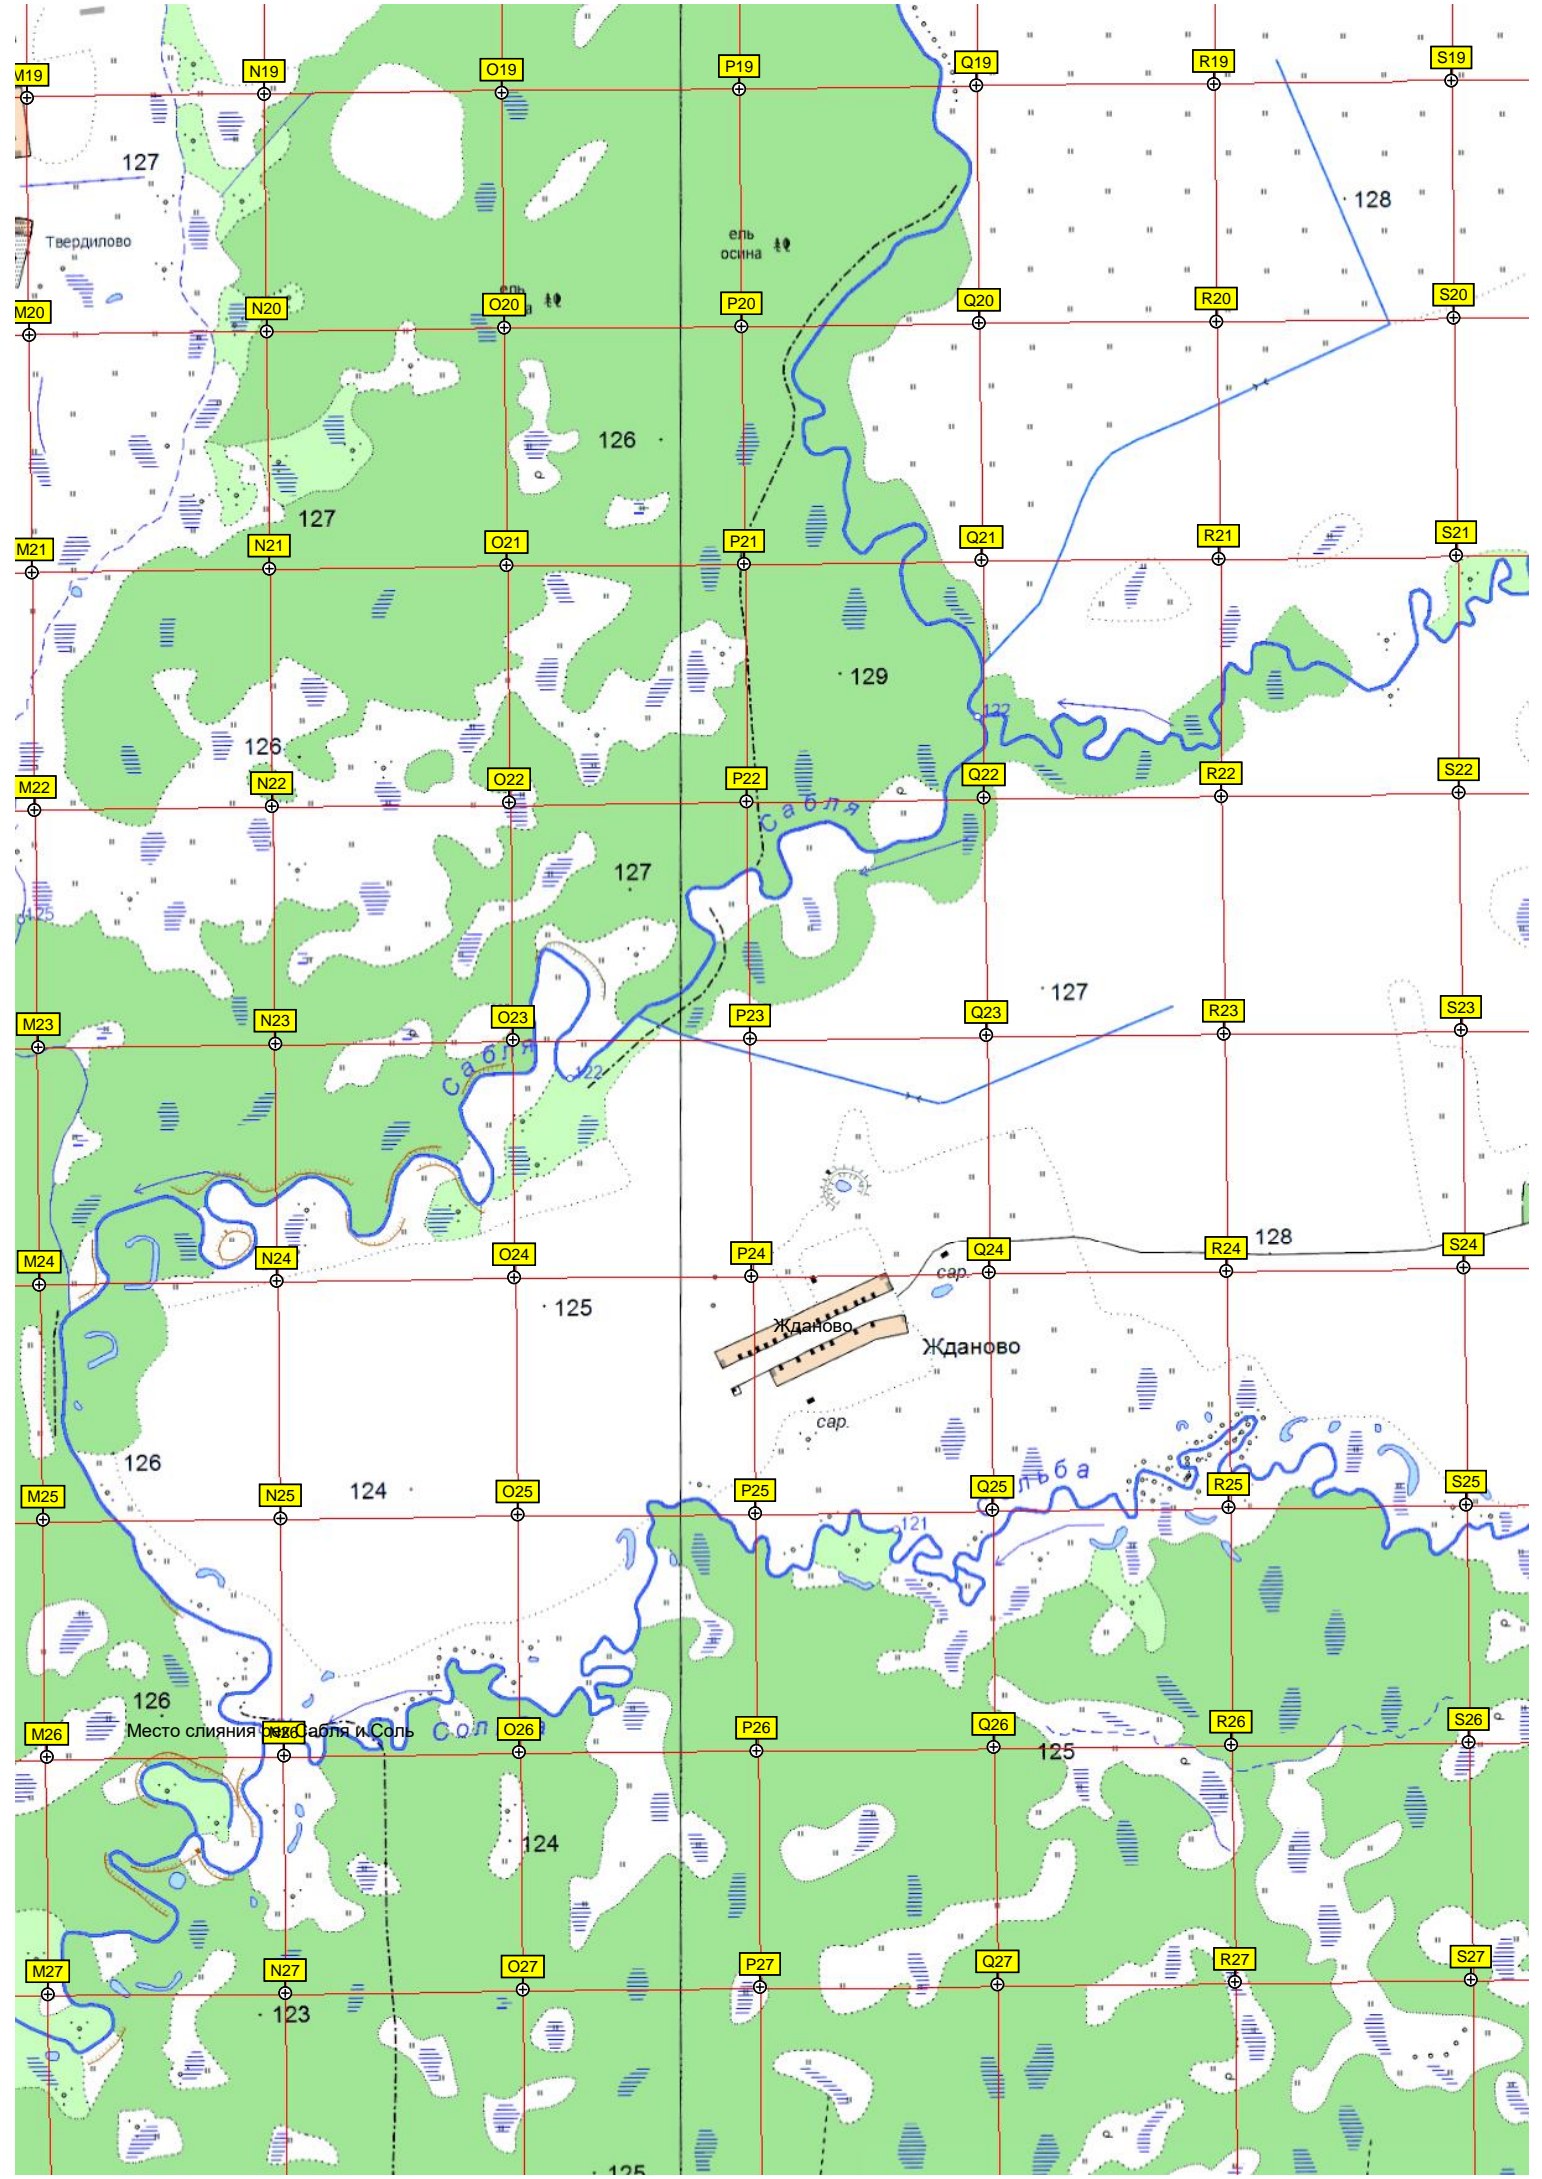 M19 N19 O19 P19 Q19 R19 S19
127
128
Твердилово
ель
осина
ель
M20 N20 O20 P20 Q20 R20 S20
126
127
M21 N21 O21 P21 Q21 R21 S21
129
122
126
M22 N22 O22 P22 Q22 R22 S22
Сабля
127
125
127
M23 N23 O23 P23 Q23 R23 S23
Сабля
122
128
M24 N24 O24 P24 Q24 R24 S24
сар.
125
Жданово
Жданово
сар.
126
124
льба
M25 N25 O25 P25 Q25 R25 S25
121
126
Место слияния рек Сабля и Соль
M26 N26 O26 P26 Q26 R26 S26
125
124
M27 N27 O27 P27 Q27 R27 S27
123
125